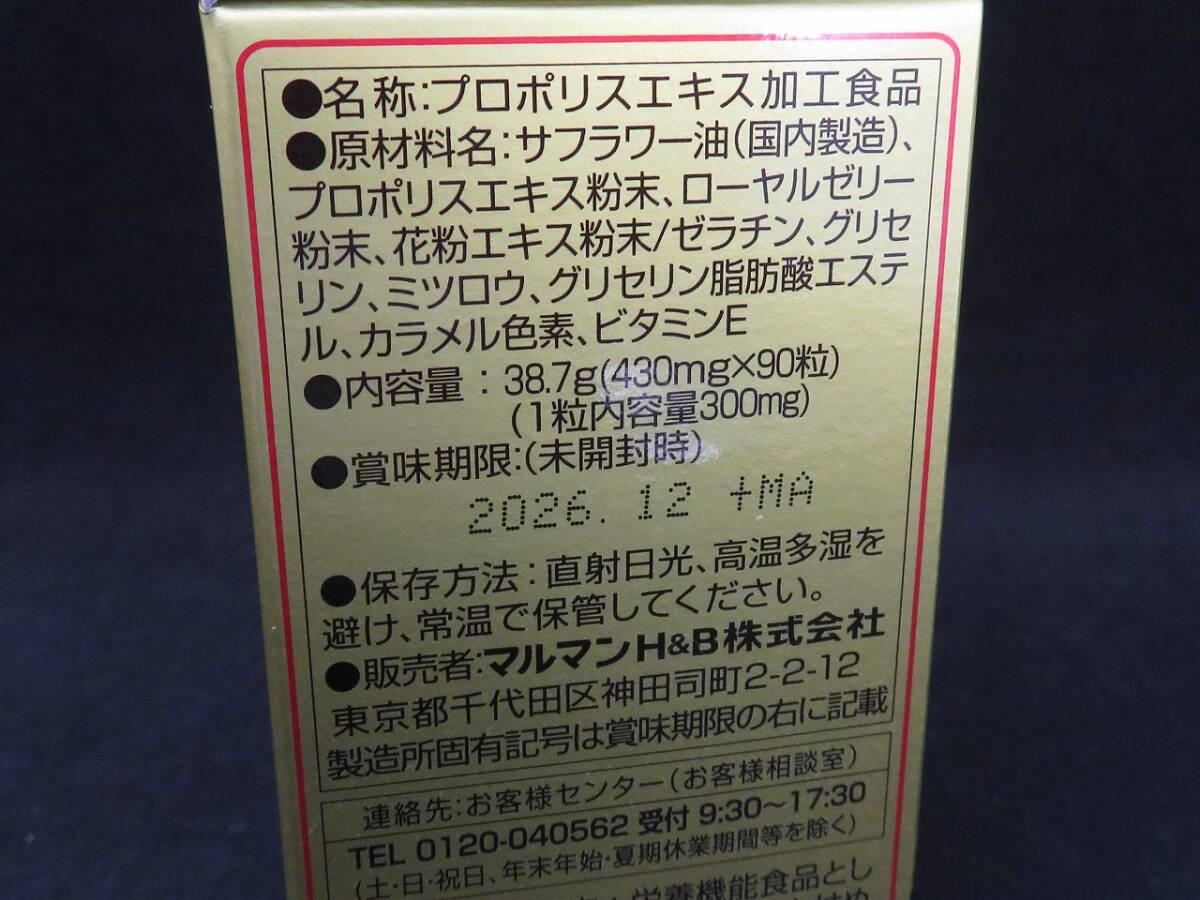 ●名称:プロポリスエキス加工食品
●原材料名:サフラワー油(国内製造)、
プロポリスエキス粉末、ローヤルゼリー
粉末、花粉エキス粉末/ゼラチン、グリセ
リン、ミツロウ、グリセリン脂肪酸エステ
ル、カラメル色素、ビタミンE
●内容量:38.7g(430mg×90粒)
(1粒内容量300mg)
●賞味期限:(未開封時)
2026. 12 +MA
●保存方法:直射日光、高温多湿を
避け、常温で保管してください。
●販売者:マルマンH&B株式会社
東京都千代田区神田司町2-2-12
製造所固有記号は賞味期限の右に記載
連絡先:お客様センター(お客様相談室)
TEL 0120-040562 受付 9:30〜17:30
(土・日・祝日、年末年始・夏期休業期間等を除く)
栄養機能食品とし